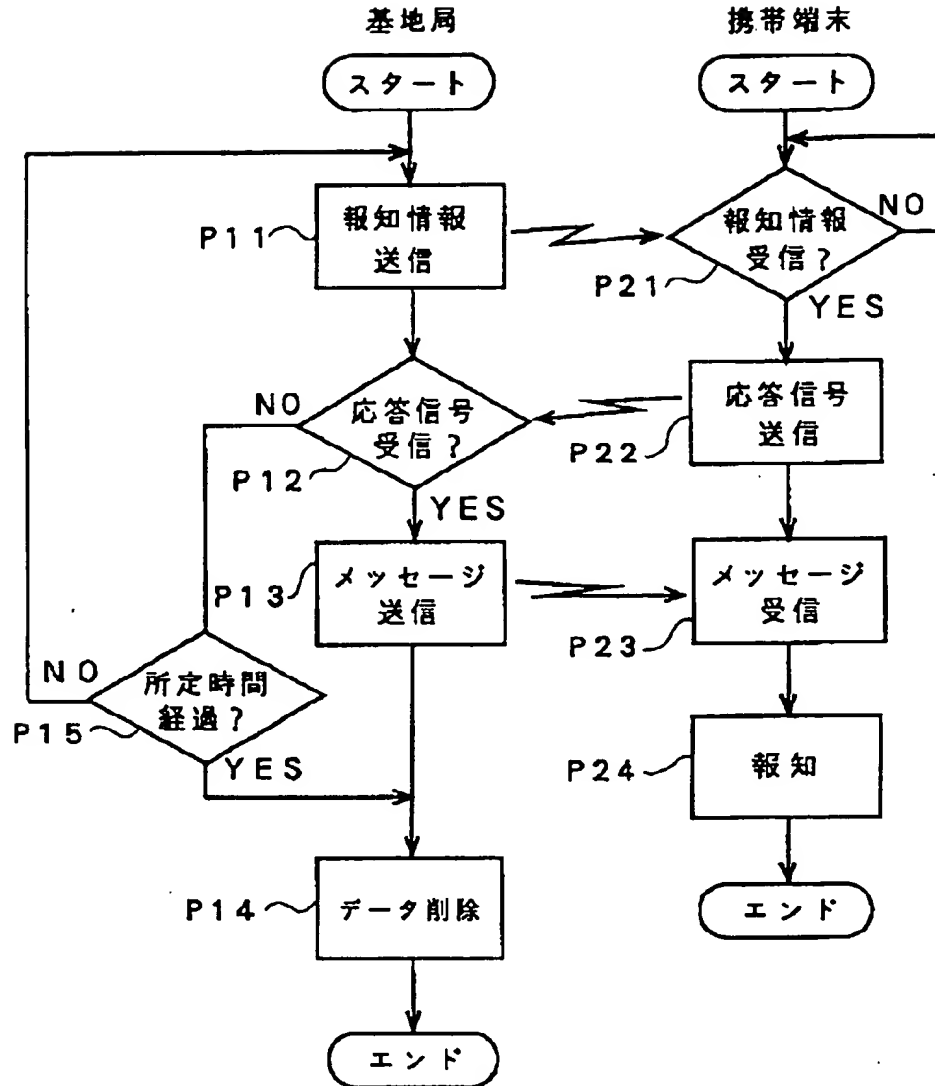 基地局
携帯端末
スタート
スタート
報知情報
送信
P11
報知情報
受信?
NO
P21
YES
応答信号
受信?
NO
P12
YES
応答信号
送信
P22
メッセージ
送信
P13
メッセージ
受信
P23
所定時間
経過?
NO
P15
YES
報知
P24
データ削除
P14
エンド
エンド